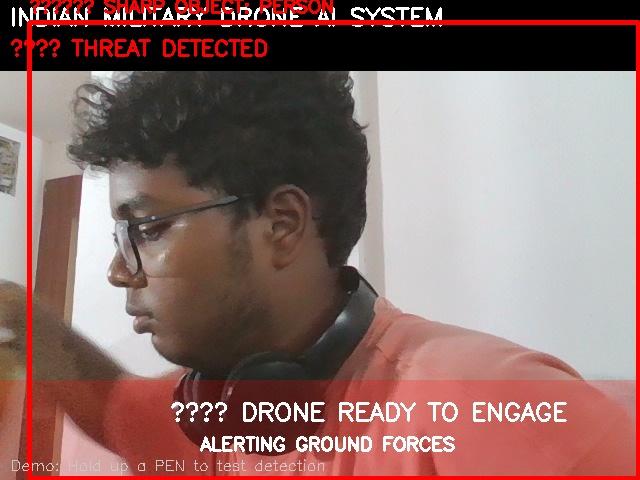 ?????? SHARP OBJECT: PERSON
INDIAN MILITARY DRONE AI SYSTEM
???? THREAT DETECTED
???? DRONE READY TO ENGAGE
ALERTING GROUND FORCES
Demo: Hold up a PEN to test detection